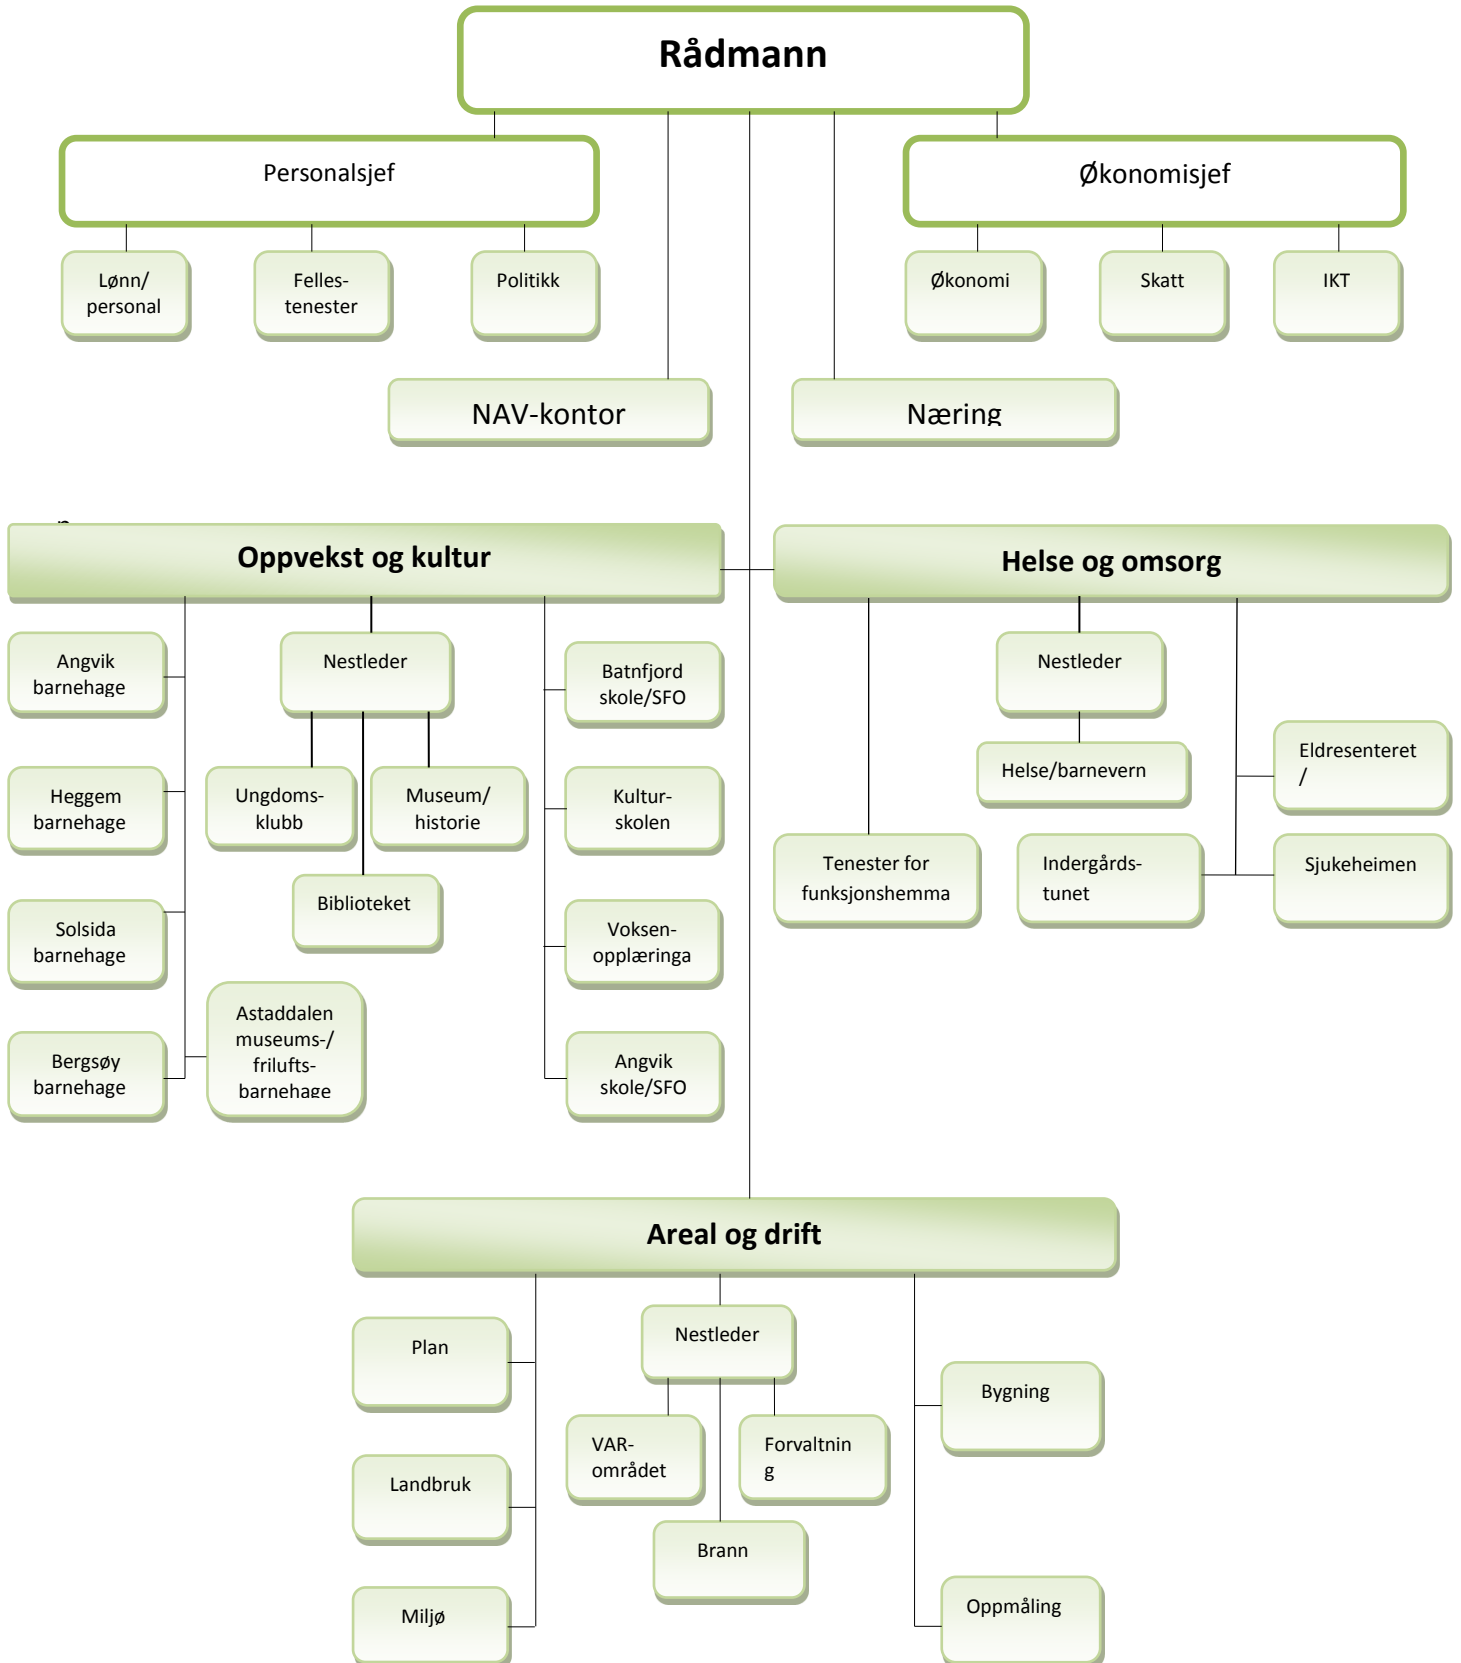 Rådmann
Personalsjef
Økonomisjef
Lønn/
personal
Felles-
tenester
Politikk
Økonomi
Skatt
IKT
NAV-kontor
Næring
Oppvekst og kultur
Helse og omsorg
Angvik
barnehage
Nestleder
Batnfjord
skole/SFO
Heggem
barnehage
Ungdoms-
klubb
Museum/
historie
Kultur-
skolen
Biblioteket
Solsida
barnehage
Voksen-
opplæringa
Astaddalen
museums-/
frilufts-
barnehage
Bergsøy
barnehage
Angvik
skole/SFO
Nestleder
Helse/barnevern
Eldresenteret
/
Tenester for
funksjonshemma
Indergårds-
tunet
Sjukeheimen
Areal og drift
Plan
Nestleder
Bygning
VAR-
området
Forvaltnin
g
Landbruk
Brann
Miljø
Oppmåling